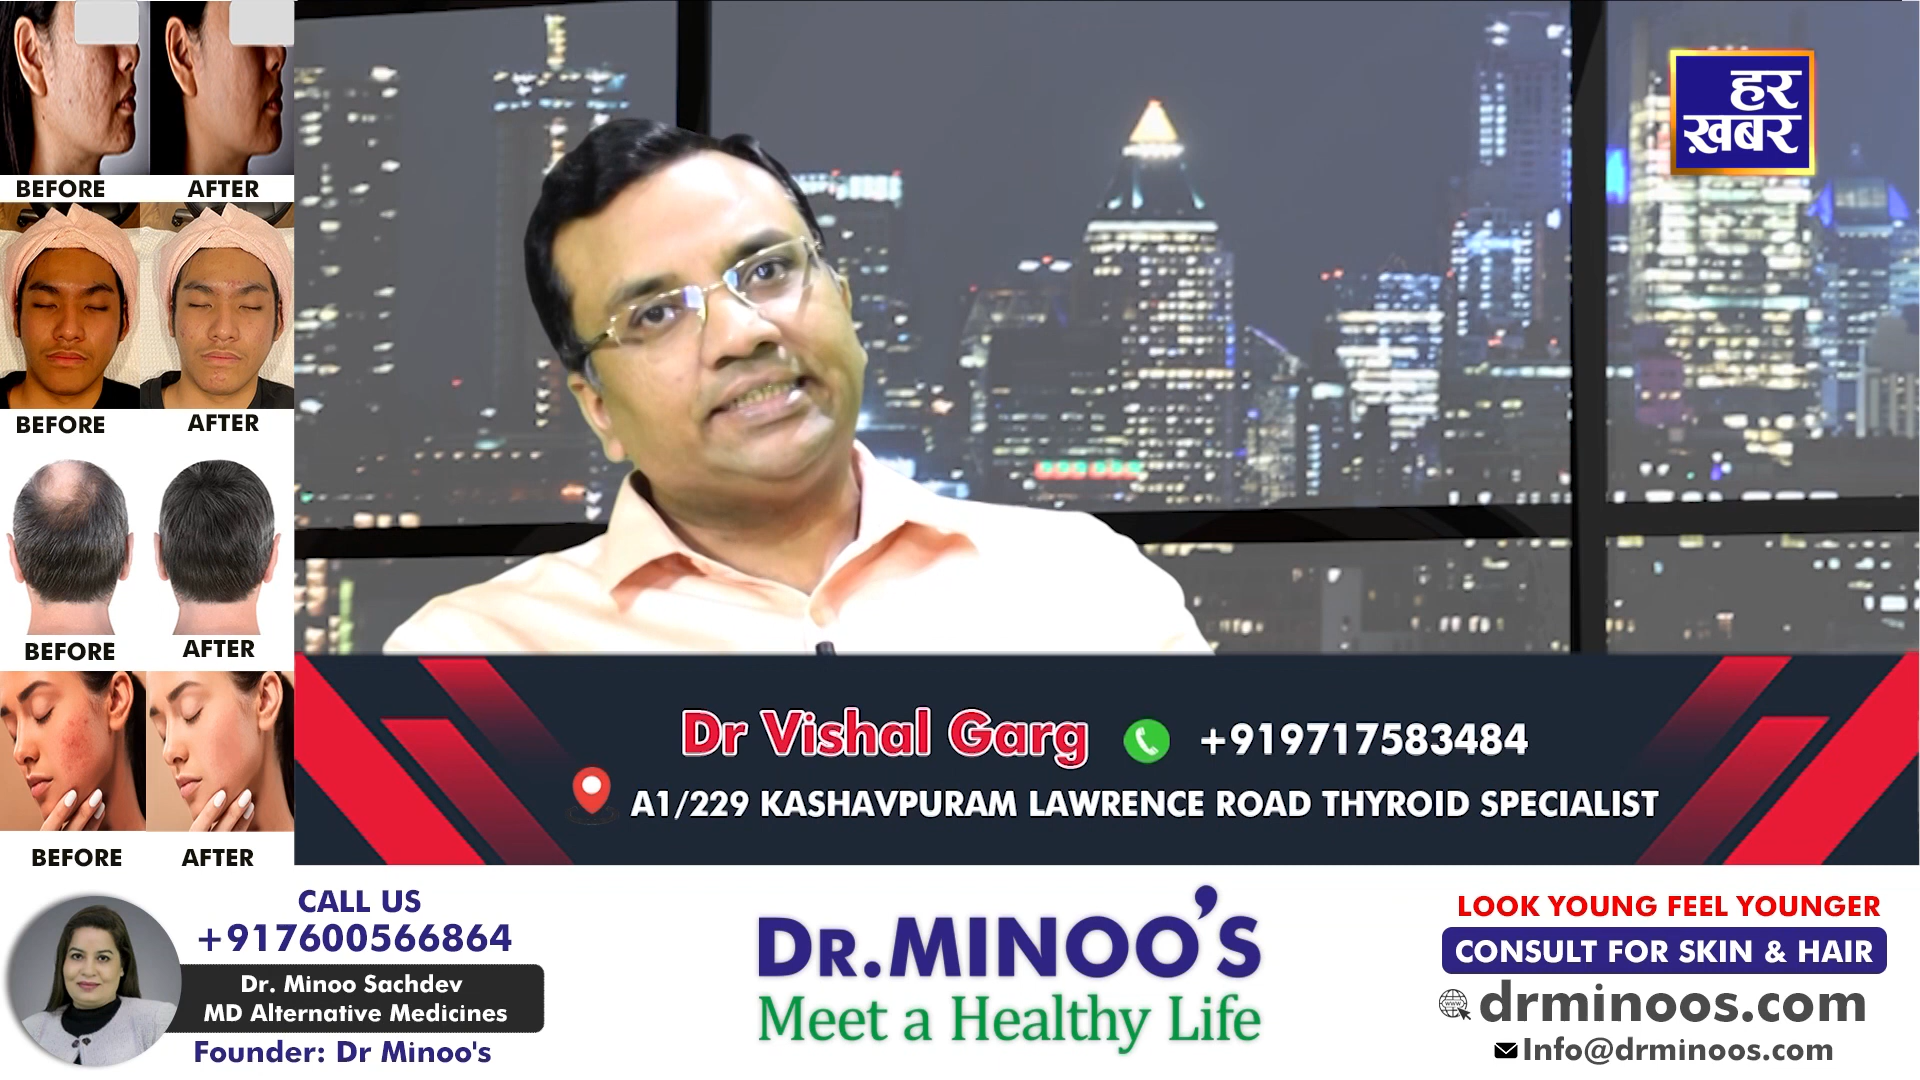 BEFORE AFTER
BEFORE AFTER
BEFORE AFTER
BEFORE AFTER
हर
ख़बर
Dr Vishal Garg +919717583484
A1/229 KASHAVPURAM LAWRENCE ROAD THYROID SPECIALIST
CALL US
+917600566864
Dr. Minoo Sachdev
MD Alternative Medicines
Founder: Dr Minoo's
DR.MINOO'S
Meet a Healthy Life
LOOK YOUNG FEEL YOUNGER
CONSULT FOR SKIN & HAIR
drminoos.com
Info@drminoos.com